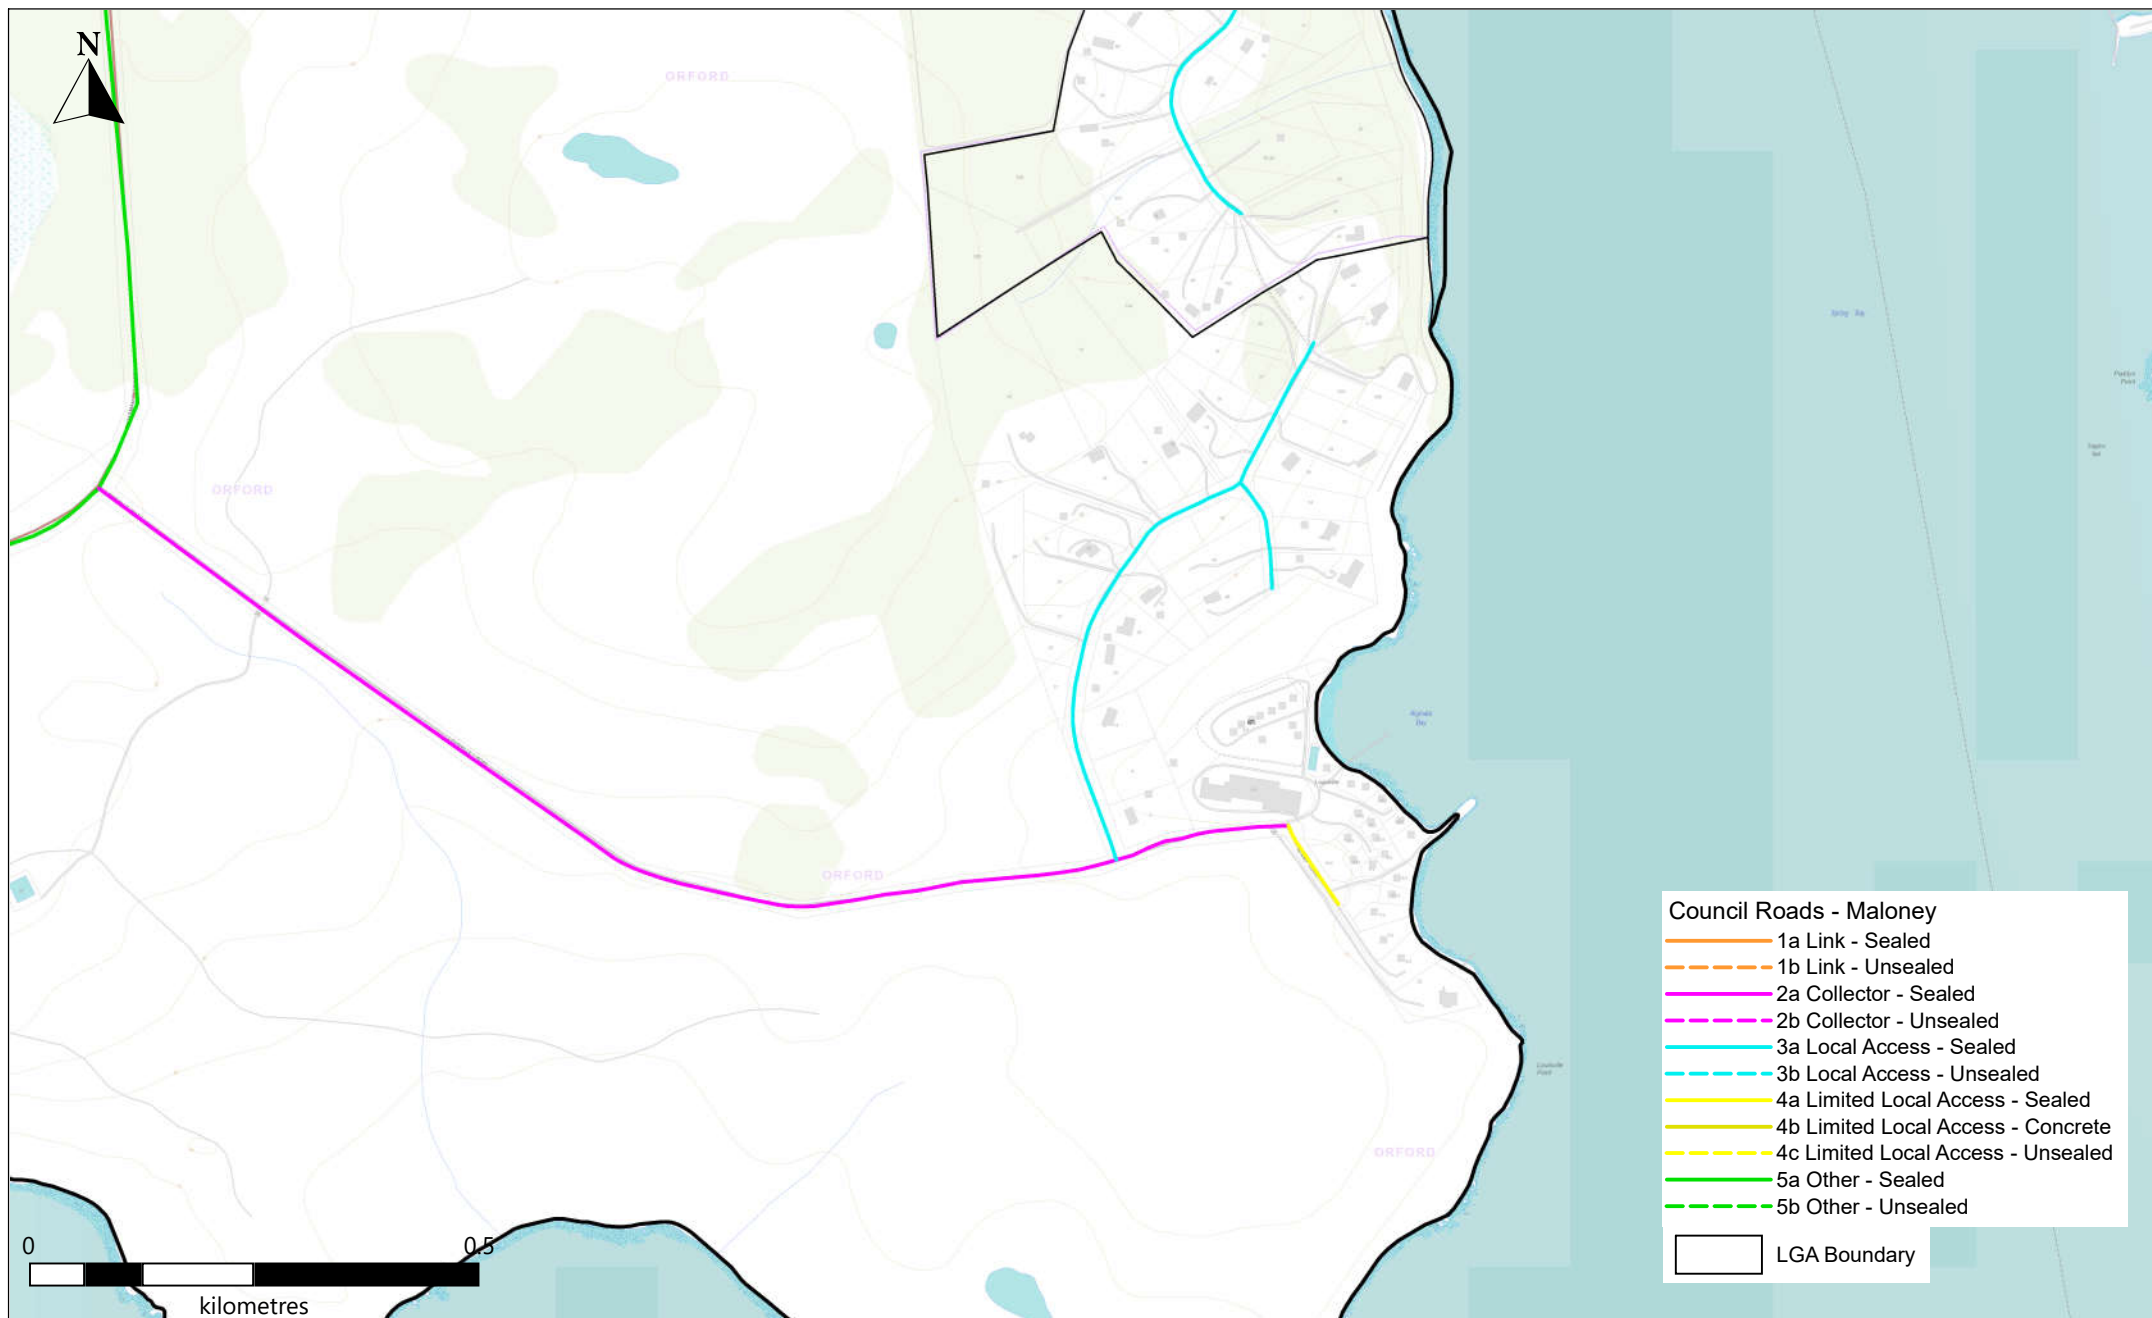 N
ORFORD
ORFORD
ORFORD
ORFORD
Council Roads - Maloney
1a Link - Sealed
1b Link - Unsealed
2a Collector - Sealed
2b Collector - Unsealed
3a Local Access - Sealed
3b Local Access - Unsealed
4a Limited Local Access - Sealed
4b Limited Local Access - Concrete
4c Limited Local Access - Unsealed
5a Other - Sealed
5b Other - Unsealed
LGA Boundary
0
0.5
kilometres